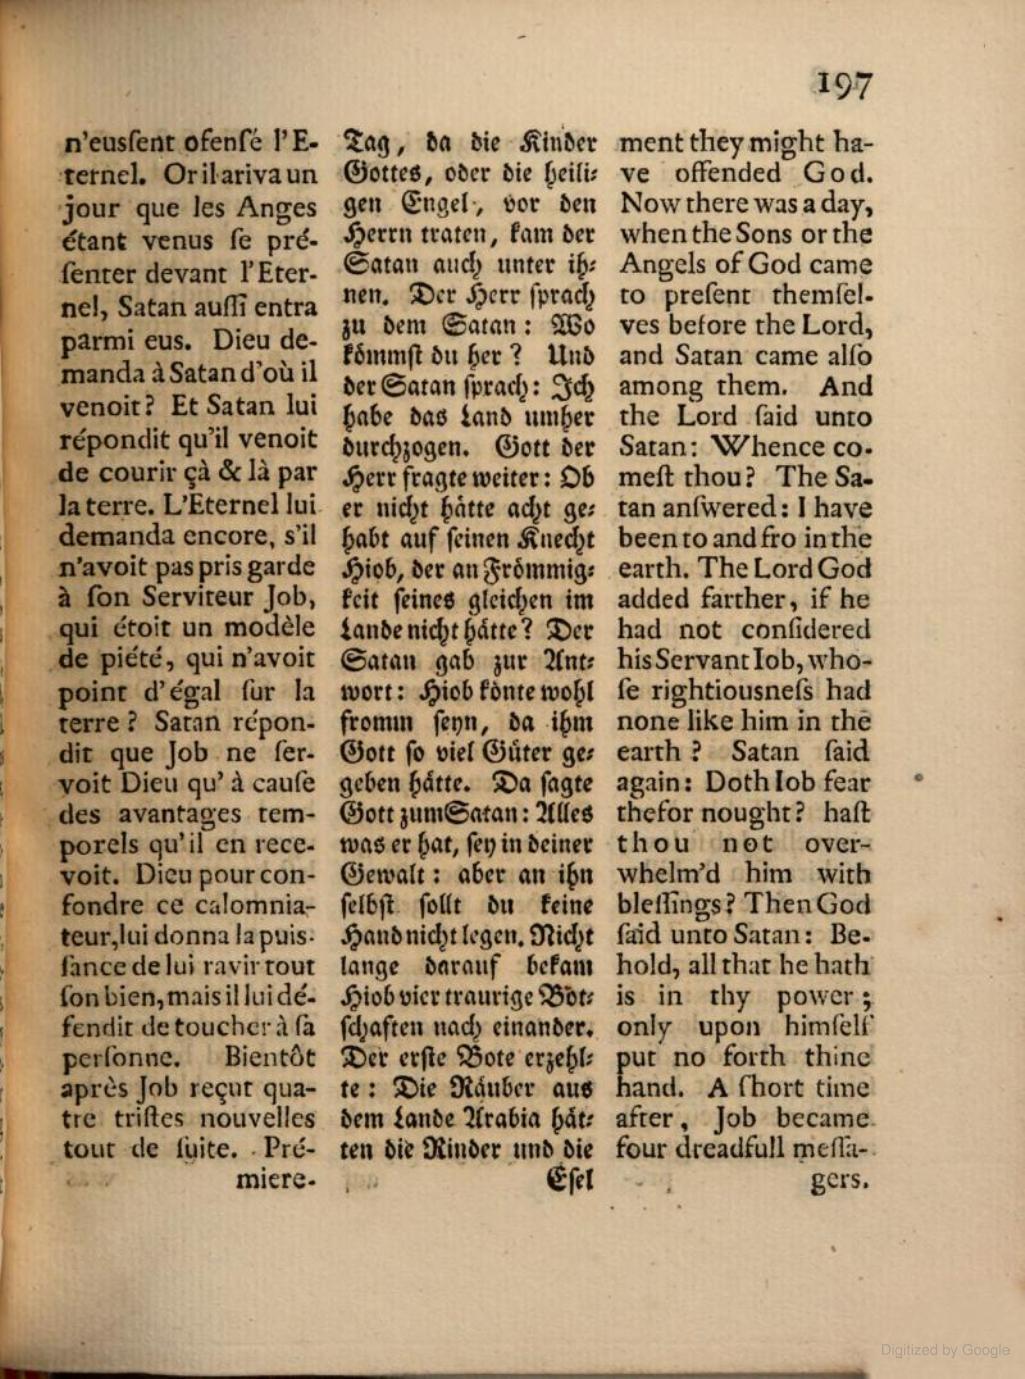 197
n'eusſent ofenſé l'E-
ternel. Or il ariva un
jour que les Anges
étant venus ſe pré-
ſenter devant l'Eter-
nel, Satan auſſi entra
parmi eus. Dieu de-
manda à Satan d'où il
venoit? Et Satan lui
répondit qu'il venoit
de courir çà & là par
la terre. L'Eternel lui
demanda encore, s'il
n'avoit pas pris garde
à ſon Serviteur Job,
qui étoit un modèle
de piété, qui n'avoit
point d'égal ſur la
terre? Satan répon-
dit que Job ne ſer-
voit Dieu qu' à cauſe
des avantages tem-
porels qu'il en rece-
voit. Dieu pour con-
fondre ce calomnia-
teur, lui donna la puis-
ſance de lui ravir tout
ſon bien, mais il lui dé-
fendit de toucher à ſa
perſonne. Bientôt
après Job reçut qua-
tre triſtes nouvelles
tout de ſuite. Pré-
miere-
Tag, da die Kinder
Gottes, oder die heili-
gen Engel, vor den
Herrn traten, kam der
Satan auch unter ih-
nen. Der Herr ſprach
zu dem Satan: Wo
kömmſt du her? Und
der Satan ſprach: Ich
habe das Land umher
durchzogen. Gott der
Herr fragte weiter: Ob
er nicht hätte acht ge-
habt auf ſeinen Knecht
Hiob, der an Frömmig-
keit ſeines gleichen im
Lande nicht hätte? Der
Satan gab zur Ant-
wort: Hiob könte wohl
fromm ſeyn, da ihm
Gott ſo viel Güter ge-
geben hätte. Da ſagte
Gott zum Satan: Alles
was er hat, ſey in deiner
Gewalt: aber an ihn
ſelbſt ſollt du keine
Hand nicht legen. Nicht
lange darauf bekam
Hiob vier traurige Bot-
ſchaften nach einander.
Der erſte Bote erzehl-
te: Die Räuber aus
dem Lande Arabia hät-
ten die Rinder und die
Eſel
ment they might ha-
ve offended God.
Now there was a day,
when the Sons or the
Angels of God came
to preſent themſel-
ves before the Lord,
and Satan came alſo
among them. And
the Lord ſaid unto
Satan: Whence co-
meſt thou? The Sa-
tan anſwered: I have
been to and fro in the
earth. The Lord God
added farther, if he
had not conſidered
his Servant Iob, who-
ſe rightiousneſs had
none like him in the
earth? Satan ſaid
again: Doth Iob fear
thefor nought? haſt
thou not over-
whelm'd him with
bleſſings? Then God
ſaid unto Satan: Be-
hold, all that he hath
is in thy power;
only upon himſelf
put no forth thine
hand. A ſhort time
after, Job became
four dreadfull meſſa-
gers.
Digitized by Google